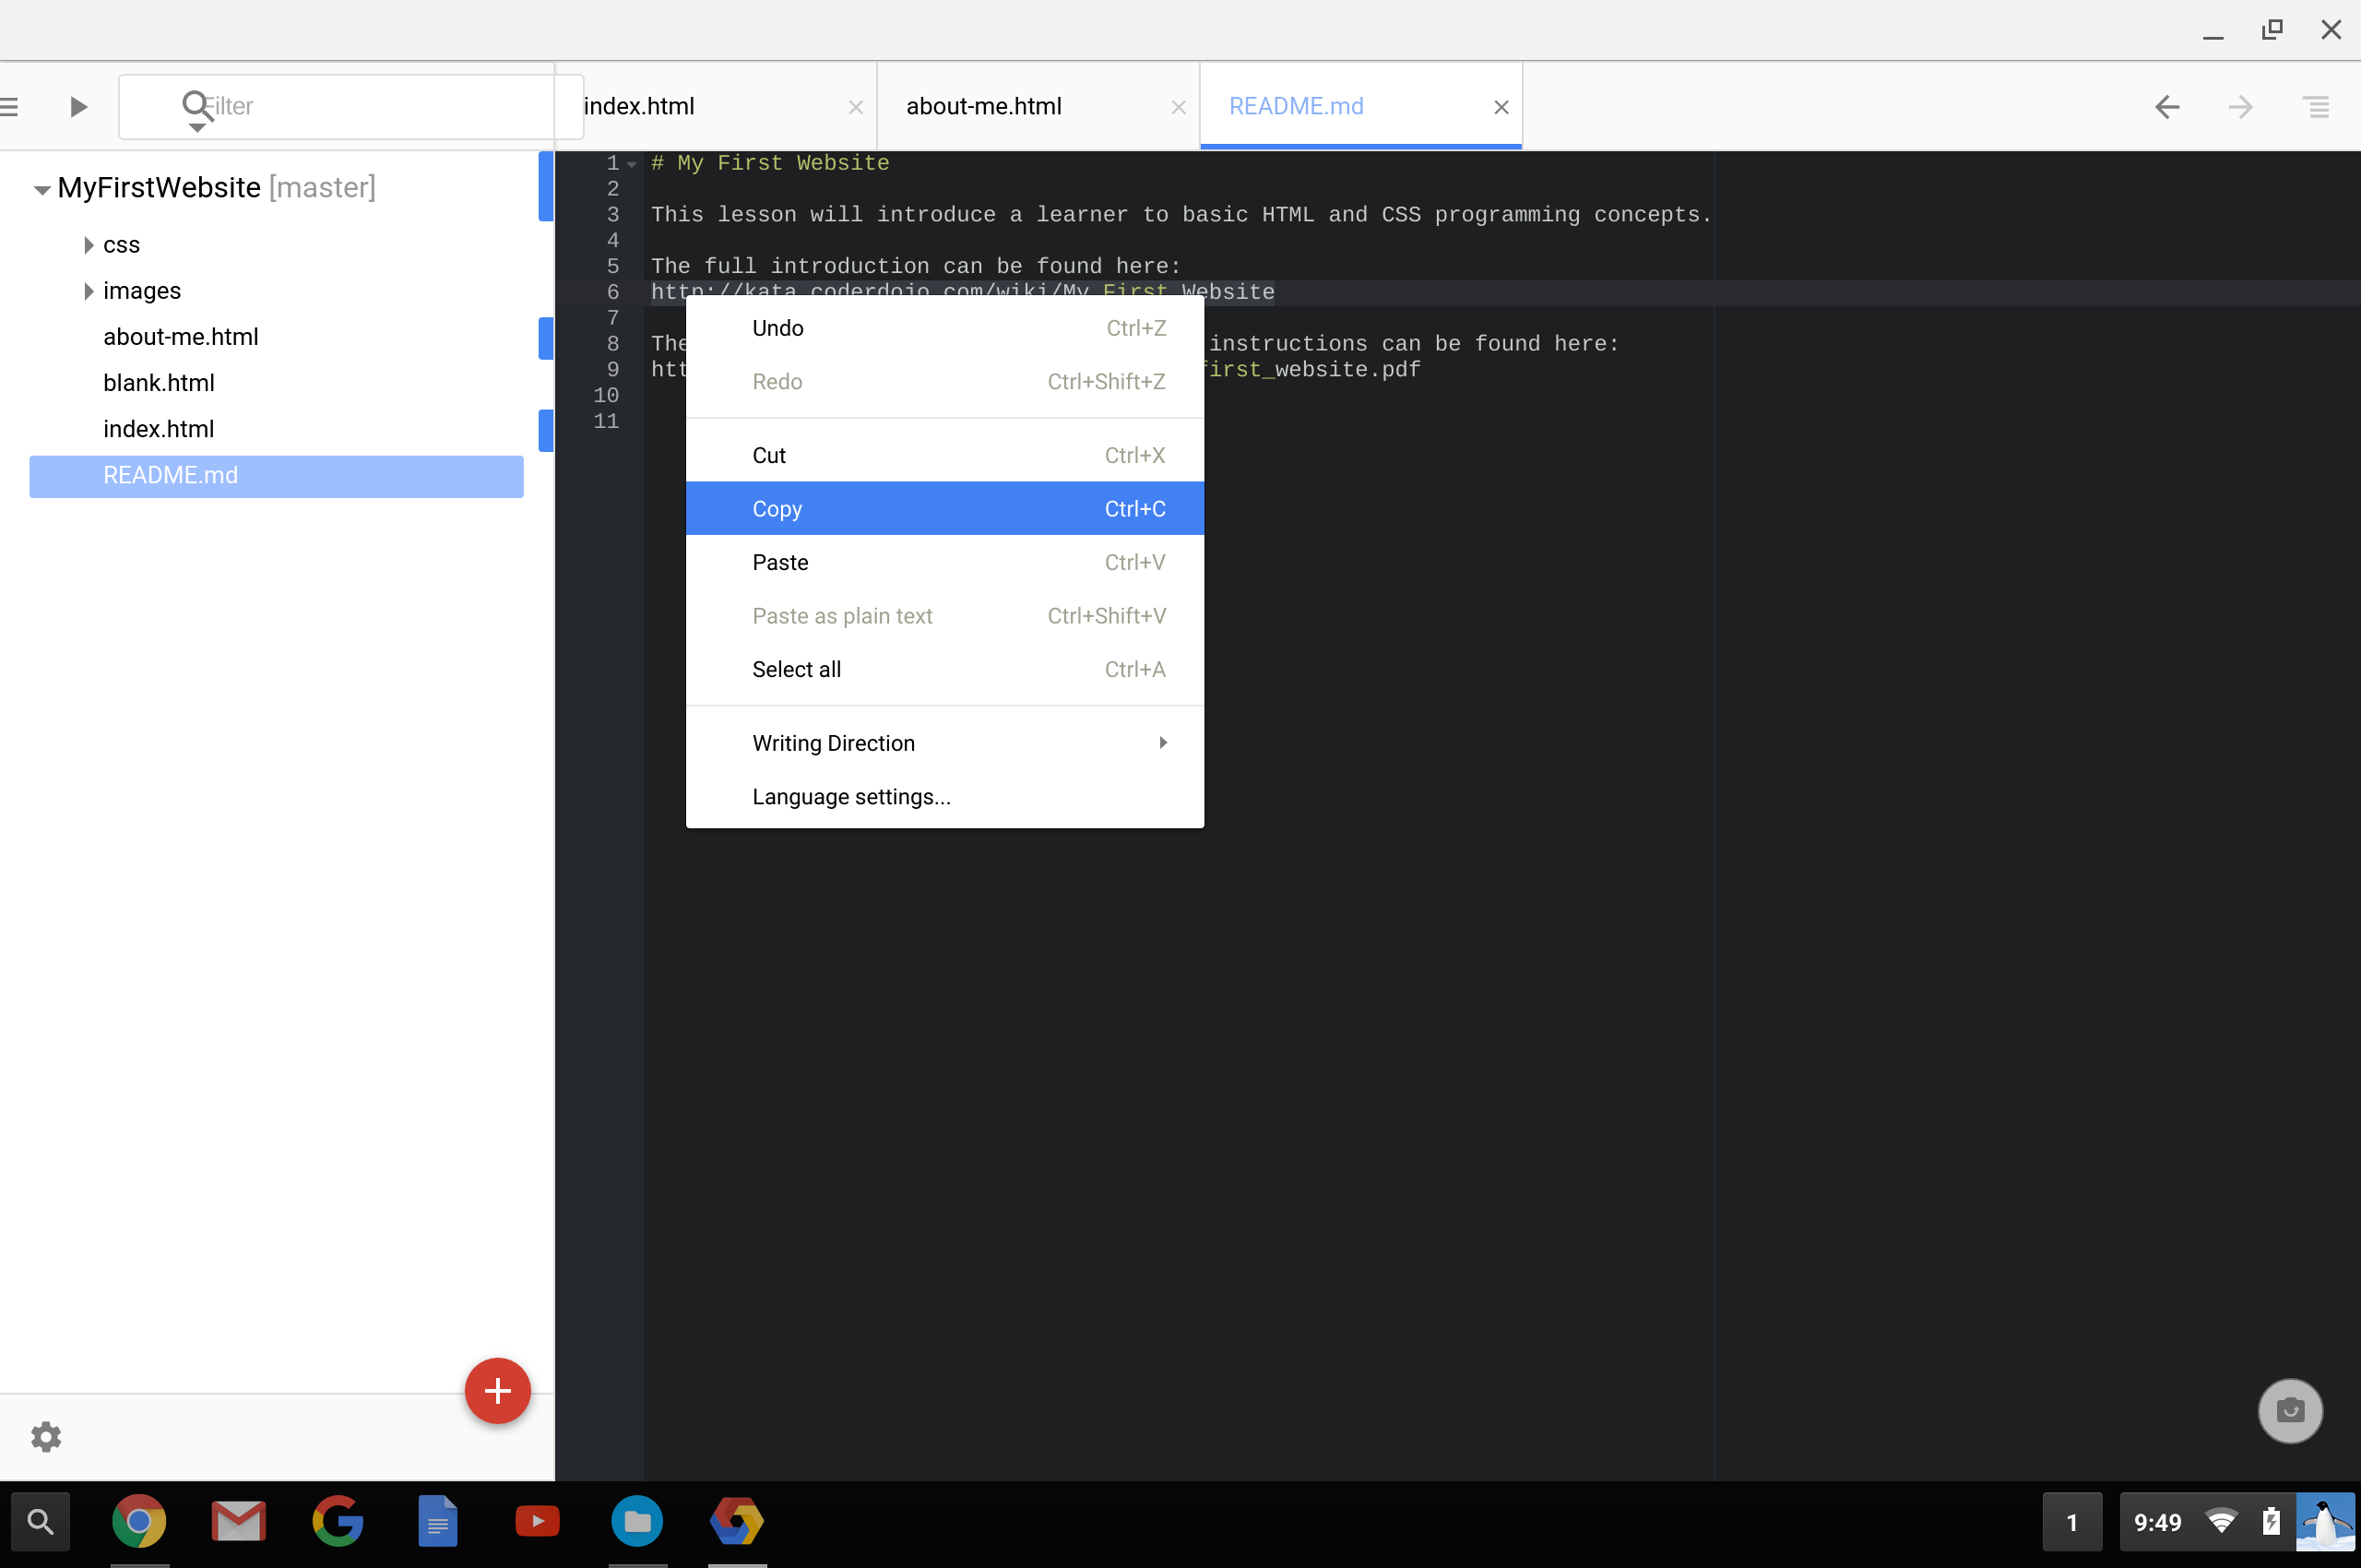 Filter
index.html
about-me.html
README.md
MyFirstWebsite [master]
css
images
about-me.html
blank.html
index.html
README.md
1 # My First Website
2
3 This lesson will introduce a learner to basic HTML and CSS programming concepts.
4
5 The full introduction can be found here:
6 http://kata.coderdojo.com/wiki/My_First_Website
7
8 The instructions can be found here:
9 first_website.pdf
10
11
Undo Ctrl+Z
Redo Ctrl+Shift+Z
Cut Ctrl+X
Copy Ctrl+C
Paste Ctrl+V
Paste as plain text Ctrl+Shift+V
Select all Ctrl+A
Writing Direction
Language settings...
1
9:49